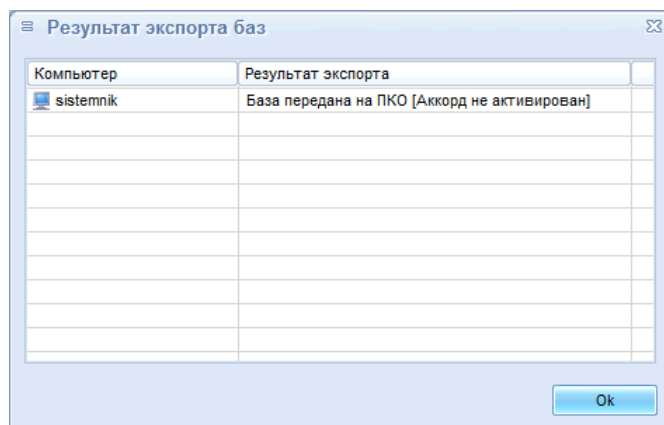 Результат экспорта баз
Компьютер Результат экспорта
sistemnik База передана на ПКО [Аккорд не активирован]
Ok